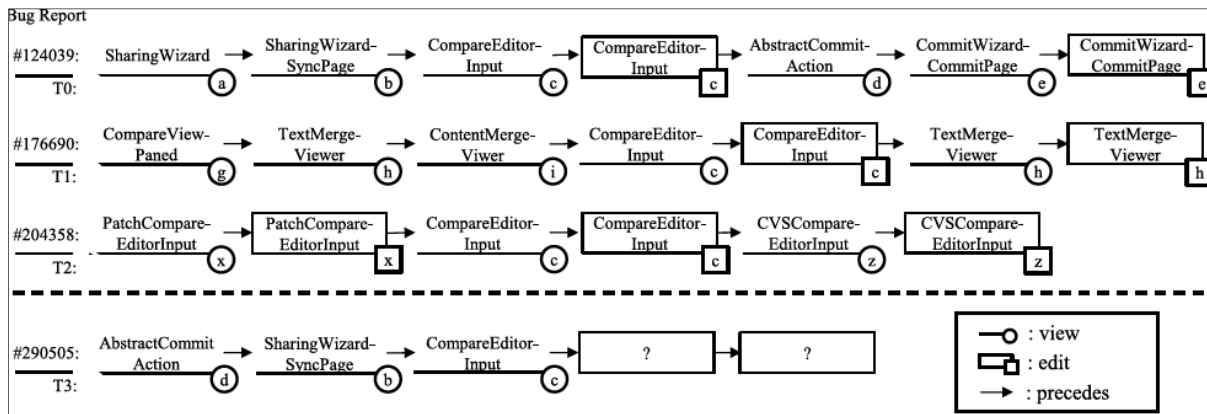 Bug Report
#124039:
T0:
SharingWizard
a
SharingWizard-
SyncPage
b
CompareEditor-
Input
c
CompareEditor-
Input
c
AbstractCommit-
Action
d
CommitWizard-
CommitPage
e
CommitWizard-
CommitPage
e
#176690:
T1:
CompareView-
Paned
g
TextMerge-
Viewer
h
ContentMerge-
Viwer
i
CompareEditor-
Input
c
CompareEditor-
Input
c
TextMerge-
Viewer
h
TextMerge-
Viewer
h
#204358:
T2:
PatchCompare-
EditorInput
x
PatchCompare-
EditorInput
x
CompareEditor-
Input
c
CompareEditor-
Input
c
CVSCompare-
EditorInput
z
CVSCompare-
EditorInput
z
#290505:
T3:
AbstractCommit
Action
d
SharingWizard-
SyncPage
b
CompareEditor-
Input
c
?
?
: view
: edit
: precedes